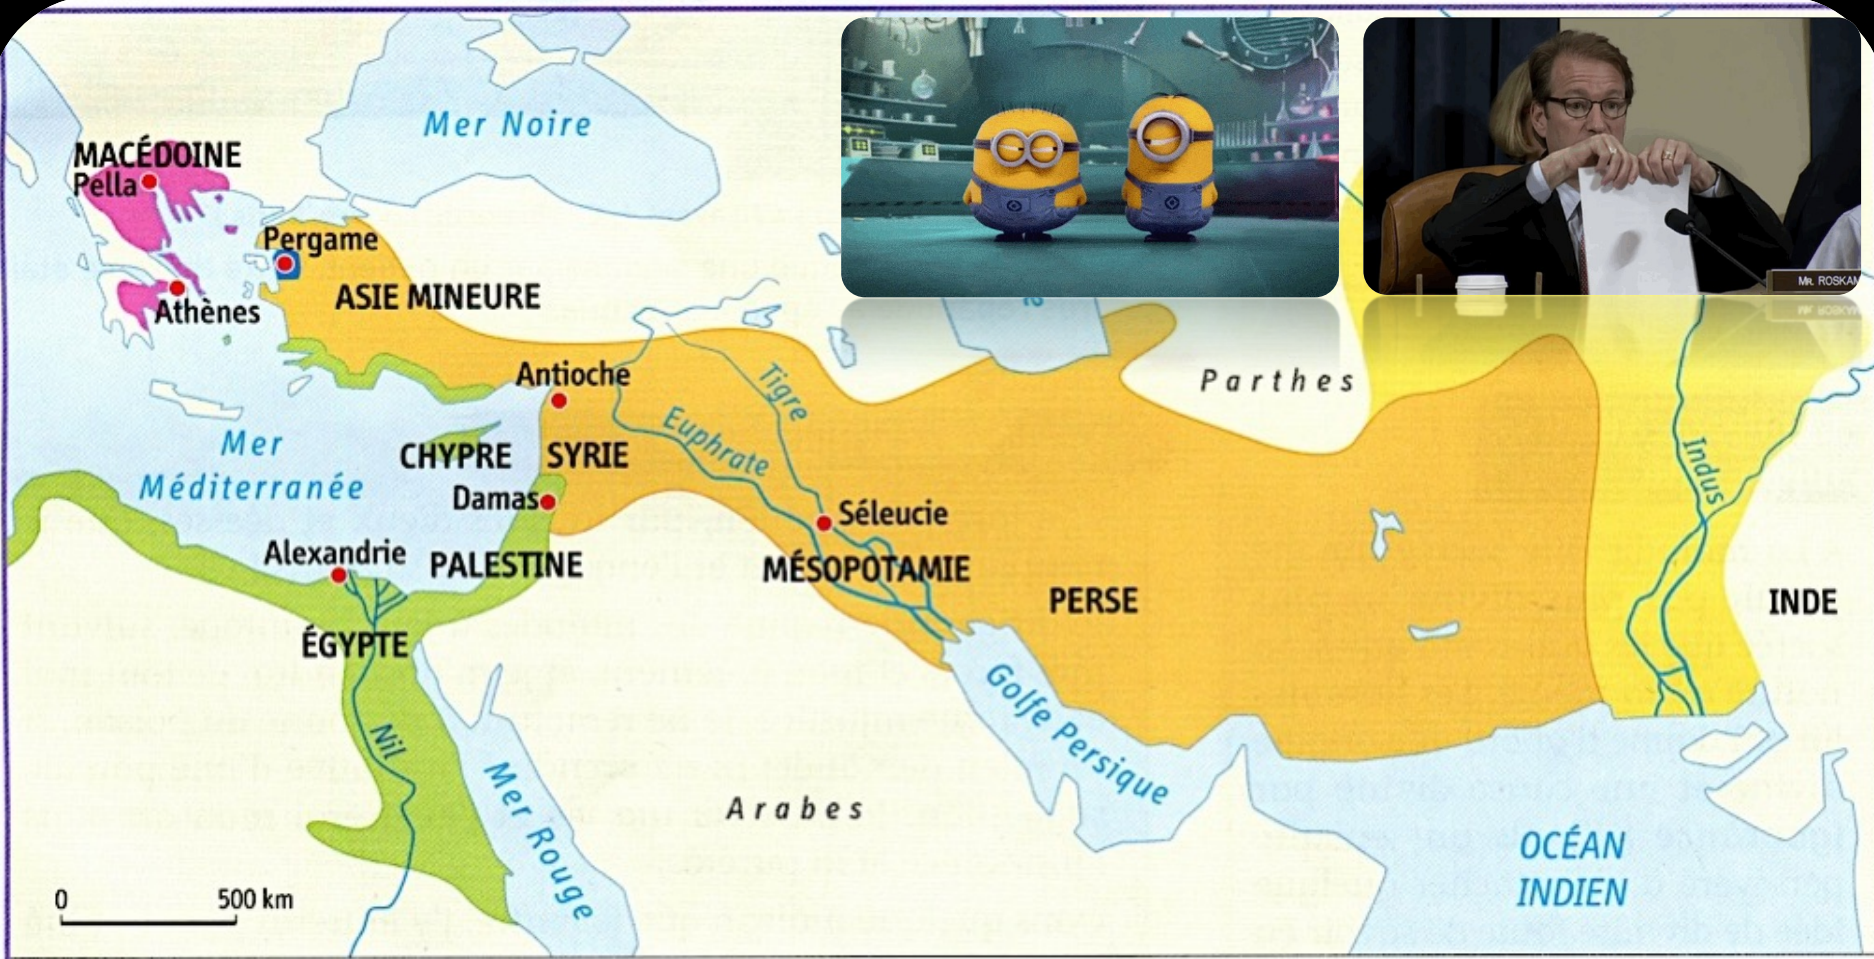 Mer Noire
MACÉDOINE
Pella
Pergame
ASIE MINEURE
Athènes
Mr. ROSKAM
Parthes
Antioche
Tigre
Euphrate
Mer
Méditerranée
CHYPRE
SYRIE
Damas
Séleucie
Indus
Alexandrie
PALESTINE
MÉSOPOTAMIE
PERSE
INDE
ÉGYPTE
Nil
Golfe Persique
Mer Rouge
Arabes
OCÉAN
INDIEN
0
500 km